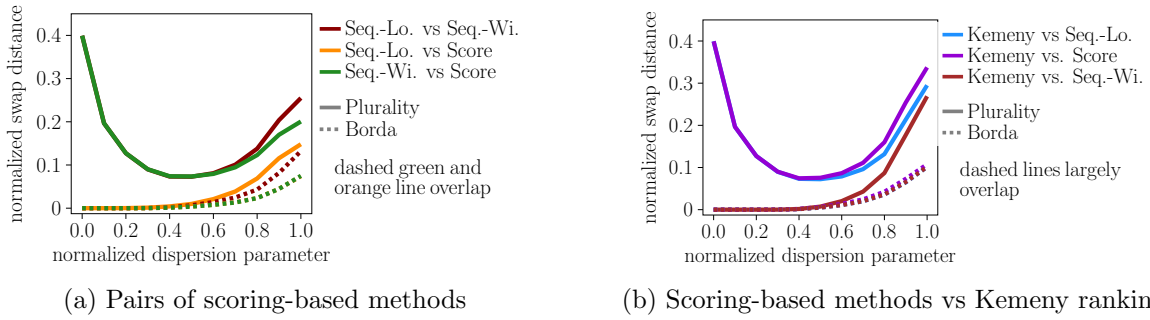 normalized swap distance
0.4
0.3
0.2
0.1
0
0.0 0.2 0.4 0.6 0.8 1.0
normalized dispersion parameter
Seq.-Lo. vs Seq.-Wi.
Seq.-Lo. vs Score
Seq.-Wi. vs Score
Plurality
Borda
dashed green and
orange line overlap
(a) Pairs of scoring-based methods
normalized swap distance
0.4
0.3
0.2
0.1
0
0.0 0.2 0.4 0.6 0.8 1.0
normalized dispersion parameter
Kemeny vs Seq.-Lo.
Kemeny vs. Score
Kemeny vs. Seq.-Wi.
Plurality
Borda
dashed lines largely
overlap
(b) Scoring-based methods vs Kemeny rankin